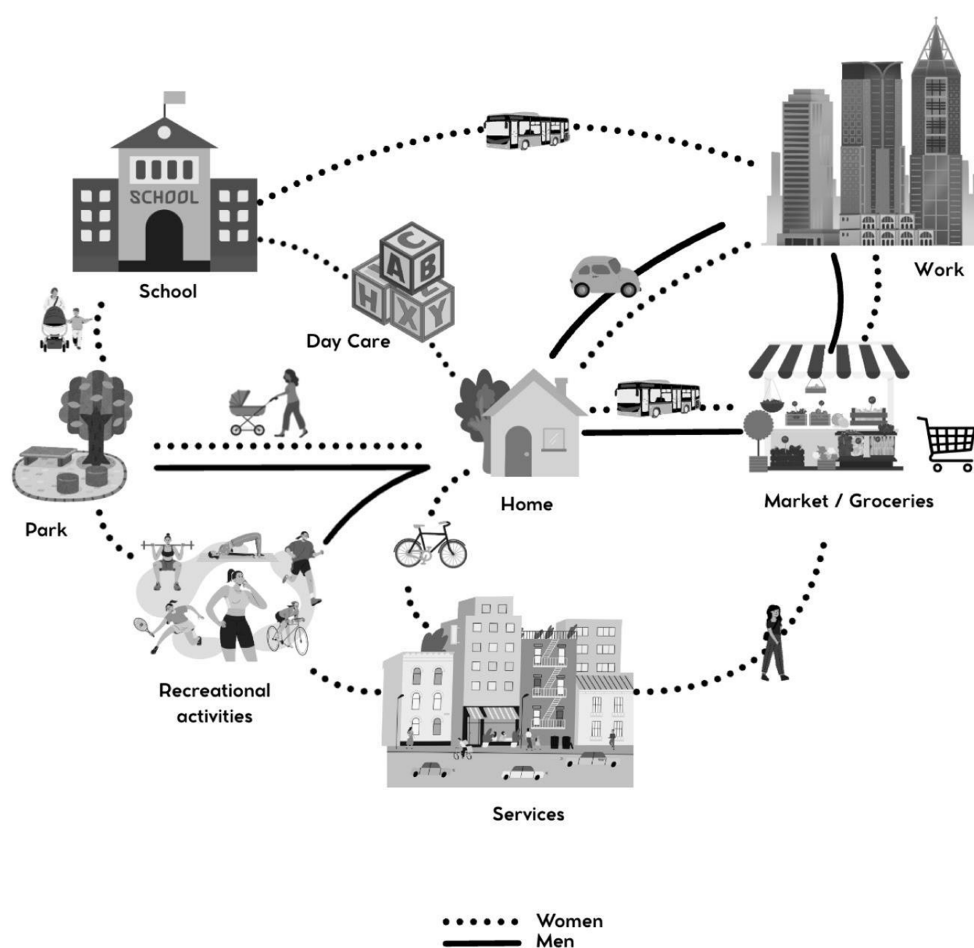 SCHOOL
School
Work
A
B
C
H
X
Y
Day Care
Home
Market / Groceries
Park
Recreational
activities
Services
Women
Men